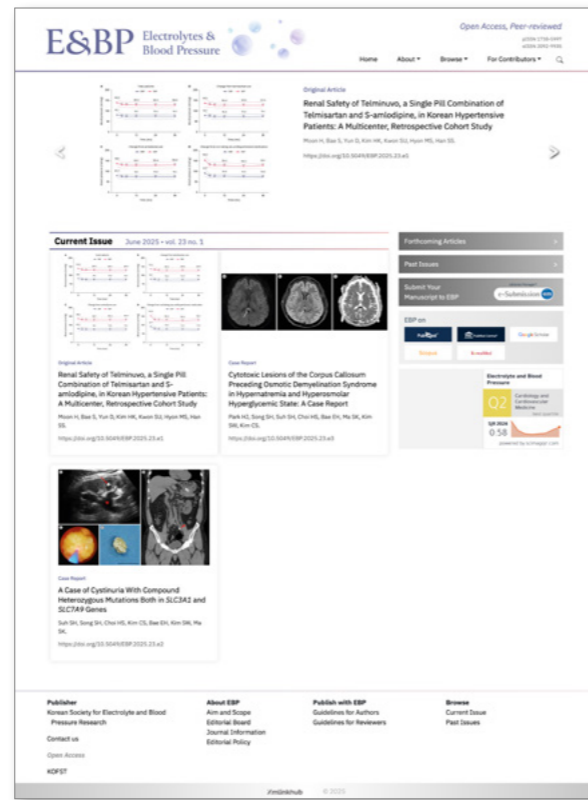 E&BP Electrolytes &
Blood Pressure
Open Access, Peer-reviewed
Home About Browse For Contributors
Original Article
Renal Safety of Telminuvo, a Single Pill Combination of
Telmisartan and S-amlodipine, in Korean Hypertensive
Patients: A Multicenter, Retrospective Cohort Study
Moon H, Bae S, Yun D, Kim HK, Kwon SU, Hyon MS, Han SS.
https://doi.org/10.5049/EBP.2025.23.e1
Current Issue June 2025 • vol. 23 no. 1
Original Article
Renal Safety of Telminuvo, a Single Pill
Combination of Telmisartan and S-
amlodipine, in Korean Hypertensive Patients:
A Multicenter, Retrospective Cohort Study
Moon H, Bae S, Yun D, Kim HK, Kwon SU, Hyon MS, Han
SS.
https://doi.org/10.5049/EBP.2025.23.e1
Case Report
Cytotoxic Lesions of the Corpus Callosum
Preceding Osmotic Demyelination Syndrome
in Hypernatremia and Hyperosmolar
Hyperglycemic State: A Case Report
Park HJ, Song SH, Suh SH, Choi HS, Bae EH, Ma SK, Kim
SW, Kim CS.
https://doi.org/10.5049/EBP.2025.23.e3
Case Report
A Case of Cystinuria With Compound
Heterozygous Mutations Both in SLC3A1 and
SLC7A9 Genes
Suh SH, Song SH, Choi HS, Kim CS, Bae EH, Kim SW, Ma
SK.
https://doi.org/10.5049/EBP.2025.23.e2
Forthcoming Articles
Past Issues
Submit Your
Manuscript to EBP
e-Submission
EBP on
PubMed
Google Scholar
Electrolyte and Blood
Pressure
Q2
Cardiology and
Cardiovascular
Medicine
best quartile
SJR 2024
0.58
powered by scimagojr.com
Publisher
Korean Society for Electrolyte and Blood
Pressure Research
Contact us
Open Access
KOFST
About EBP
Aim and Scope
Editorial Board
Journal Information
Editorial Policy
Publish with EBP
Guidelines for Authors
Guidelines for Reviewers
Browse
Current Issue
Past Issues
© 2025